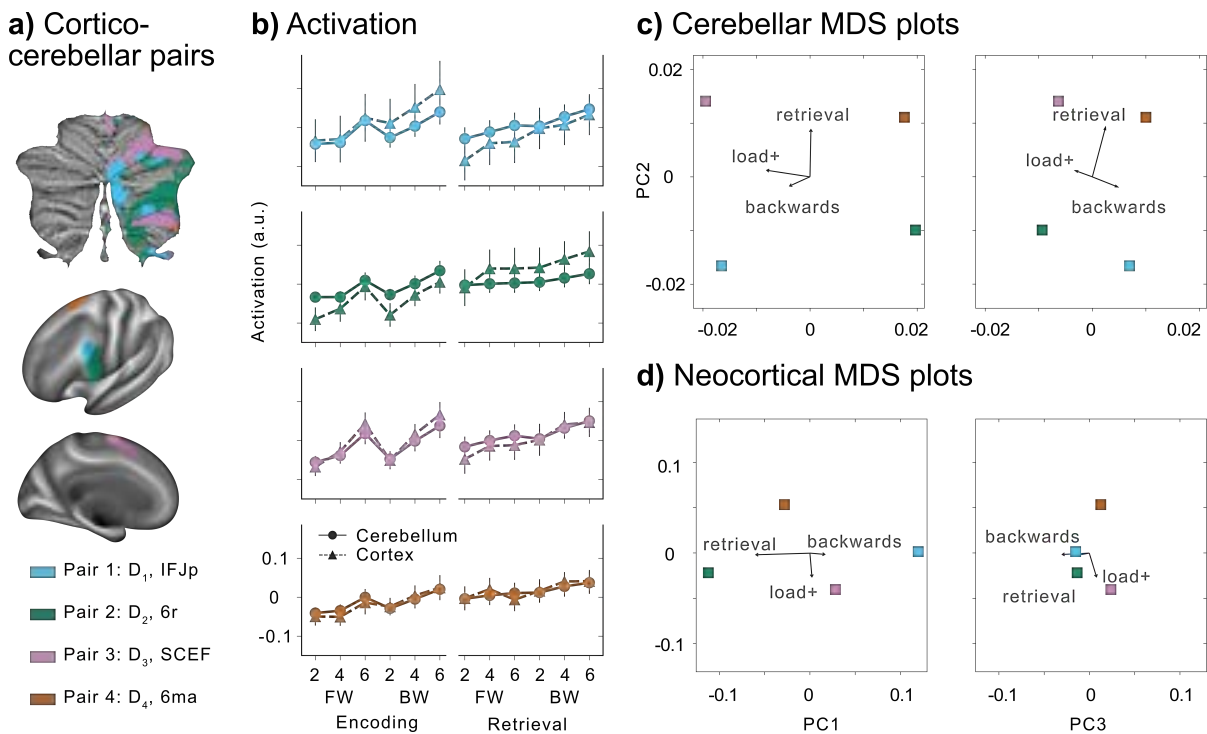 a) Cortico-
cerebellar pairs
Pair 1: D1, IFJp
Pair 2: D2, 6r
Pair 3: D3, SCEF
Pair 4: D4, 6ma
b) Activation
Activation (a.u.)
Cerebellum
Cortex
0.1
0
-0.1
2 4 6 2 4 6 2 4 6 2 4 6
FW BW FW BW
Encoding Retrieval
c) Cerebellar MDS plots
PC2
0.02
0
-0.02
retrieval
load+
backwards
-0.02 0 0.02
retrieval
load+
backwards
-0.02 0 0.02
d) Neocortical MDS plots
0.1
0
-0.1
retrieval
backwards
load+
-0.1 0 0.1
PC1
backwards
load+
retrieval
-0.1 0 0.1
PC3